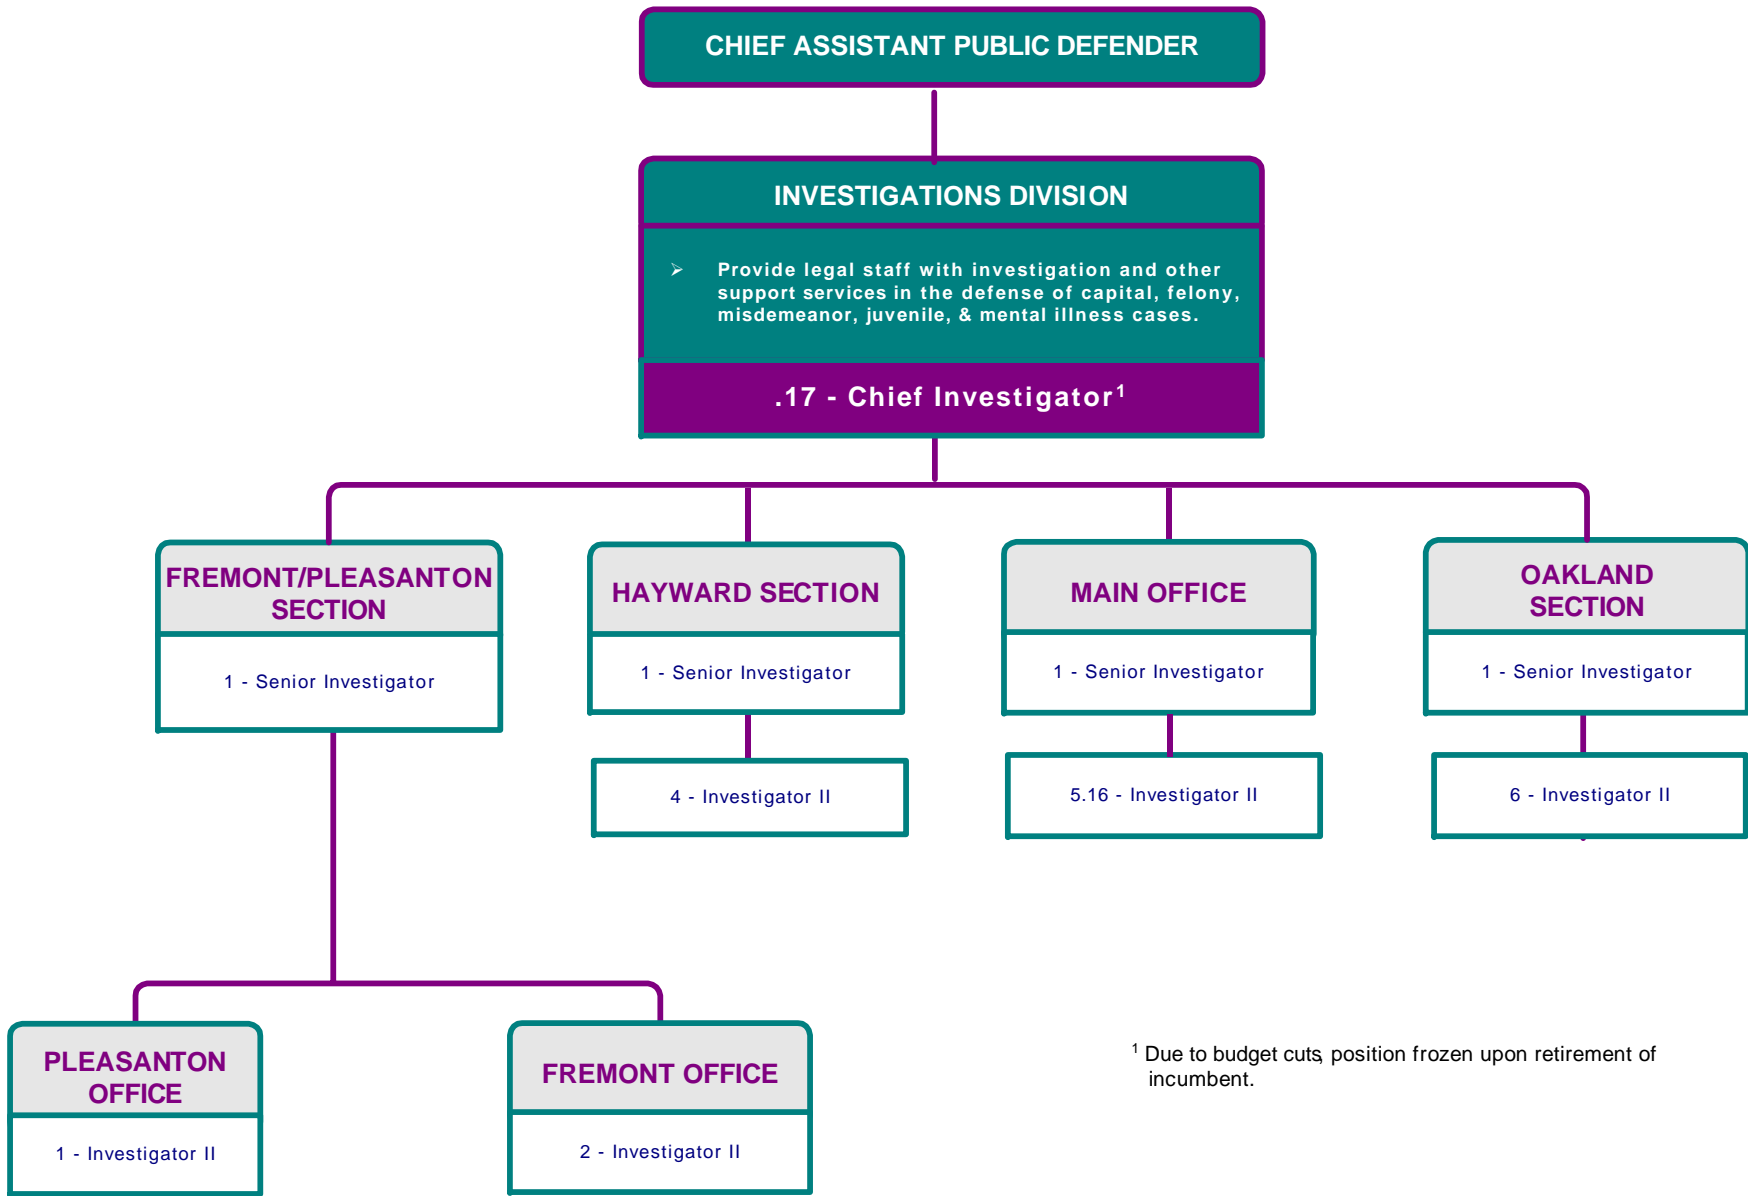 CHIEF ASSISTANT PUBLIC DEFENDER
INVESTIGATIONS DIVISION
➢ Provide legal staff with investigation and other
support services in the defense of capital, felony,
misdemeanor, juvenile, & mental illness cases.
.17 - Chief Investigator¹
FREMONT/PLEASANTON
SECTION
1 - Senior Investigator
HAYWARD SECTION
1 - Senior Investigator
4 - Investigator II
MAIN OFFICE
1 - Senior Investigator
5.16 - Investigator II
OAKLAND
SECTION
1 - Senior Investigator
6 - Investigator II
PLEASANTON
OFFICE
1 - Investigator II
FREMONT OFFICE
2 - Investigator II
¹ Due to budget cuts, position frozen upon retirement of
incumbent.